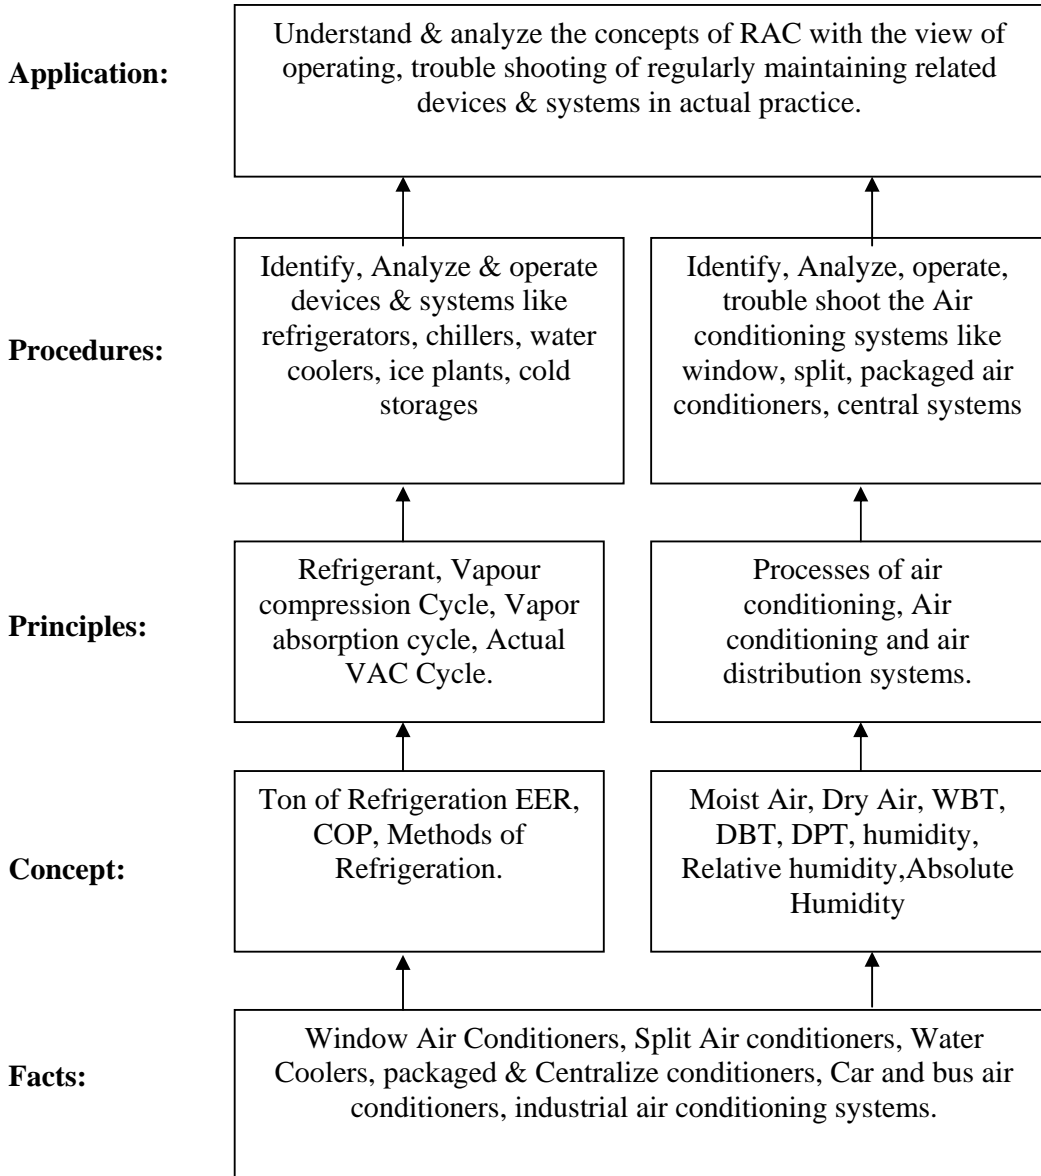 Application:
Understand & analyze the concepts of RAC with the view of
operating, trouble shooting of regularly maintaining related
devices & systems in actual practice.
Procedures:
Identify, Analyze & operate
devices & systems like
refrigerators, chillers, water
coolers, ice plants, cold
storages
Identify, Analyze, operate,
trouble shoot the Air
conditioning systems like
window, split, packaged air
conditioners, central systems
Principles:
Refrigerant, Vapour
compression Cycle, Vapor
absorption cycle, Actual
VAC Cycle.
Processes of air
conditioning, Air
conditioning and air
distribution systems.
Concept:
Ton of Refrigeration EER,
COP, Methods of
Refrigeration.
Moist Air, Dry Air, WBT,
DBT, DPT, humidity,
Relative humidity,Absolute
Humidity
Facts:
Window Air Conditioners, Split Air conditioners, Water
Coolers, packaged & Centralize conditioners, Car and bus air
conditioners, industrial air conditioning systems.